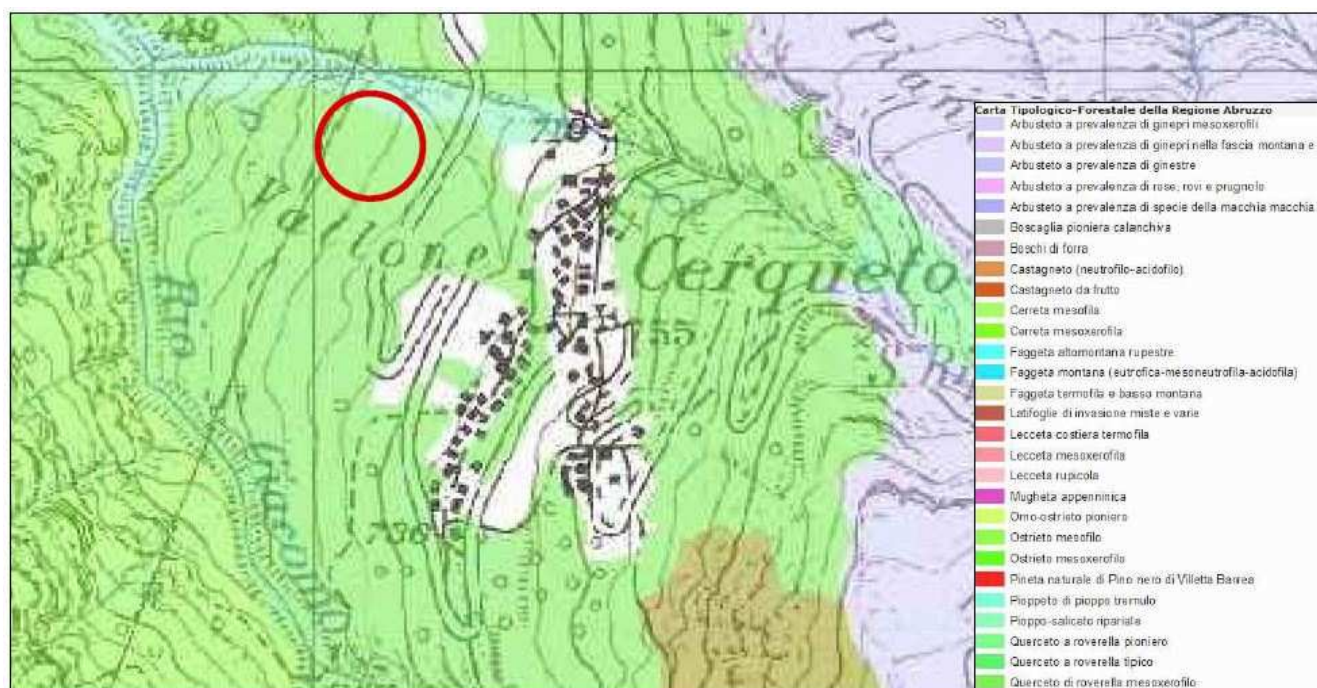 Vallone
Rio
Cerqueto
755
Carta Tipologico-Forestale della Regione Abruzzo
Arbusteto a prevalenza di ginepri mesoxerofili
Arbusteto a prevalenza di ginepri nella fascia montana e
Arbusteto a prevalenza di ginestre
Arbusteto a prevalenza di rose, rovi e prugnolo
Arbusteto a prevalenza di specie della macchia macchia
Boscaglia pioniera calanchiva
Boschi di forra
Castagneto (neutrofilo-acidofilo)
Castagneto da frutto
Cerreta mesofila
Cerreta mesoxerofila
Faggeta altomontana rupestre
Faggeta montana (eutrofica-mesoneutrofila-acidofila)
Faggeta termofila e basso montana
Latifoglie di invasione miste e varie
Lecceta costiera termofila
Lecceta mesoxerofila
Lecceta rupicola
Mugheta appenninica
Orno-ostrieto pioniero
Ostrieto mesofilo
Ostrieto mesoxerofilo
Pineta naturale di Pino nero di Villetta Barrea
Pioppeto di pioppo tremulo
Pioppo-saliceto ripariale
Querceto a roverella pioniero
Querceto a roverella tipico
Querceto di roverella mesoxerofilo